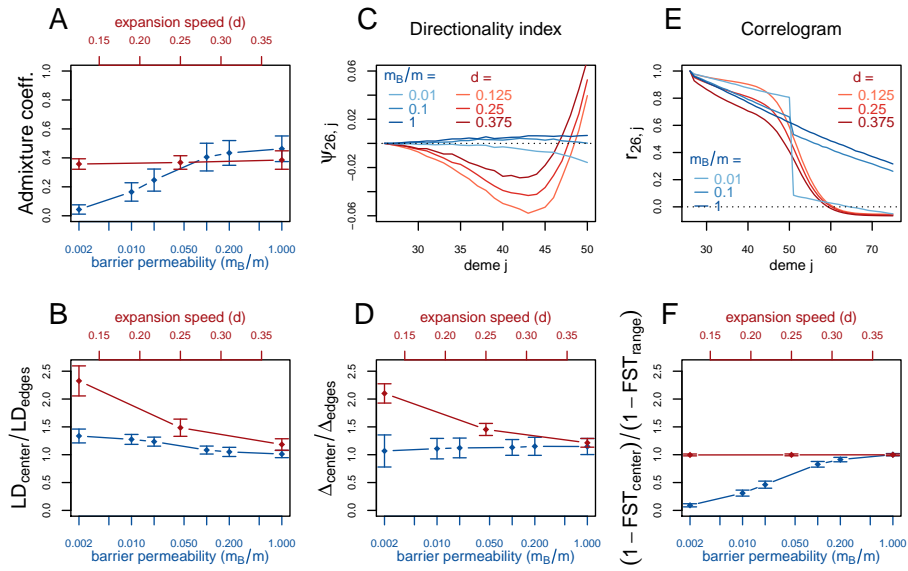 A
expansion speed (d)
0.15 0.20 0.25 0.30 0.35
Admixture coeff.
1.0
0.8
0.6
0.4
0.2
0.0
0.002 0.010 0.050 0.200 1.000
barrier permeability (mB/m)
C
Directionality index
mB/m = d =
0.01 0.125
0.1 0.25
1 0.375
Ψ26, j
0.06
0.02
−0.02
−0.06
30 35 40 45 50
deme j
E
Correlogram
d =
0.125
0.25
0.375
mB/m =
0.01
0.1
1
r26, j
1.0
0.8
0.6
0.4
0.2
0.0
30 40 50 60 70
deme j
B
expansion speed (d)
0.15 0.20 0.25 0.30 0.35
LDcenter/LDedges
2.5
2.0
1.5
1.0
0.5
0.0
0.002 0.010 0.050 0.200 1.000
barrier permeability (mB/m)
D
expansion speed (d)
0.15 0.20 0.25 0.30 0.35
Δcenter/Δedges
2.5
2.0
1.5
1.0
0.5
0.0
0.002 0.010 0.050 0.200 1.000
barrier permeability (mB/m)
F
expansion speed (d)
0.15 0.20 0.25 0.30 0.35
(1 − FSTcenter)/(1 − FSTrange)
2.5
2.0
1.5
1.0
0.5
0.0
0.002 0.010 0.050 0.200 1.000
barrier permeability (mB/m)